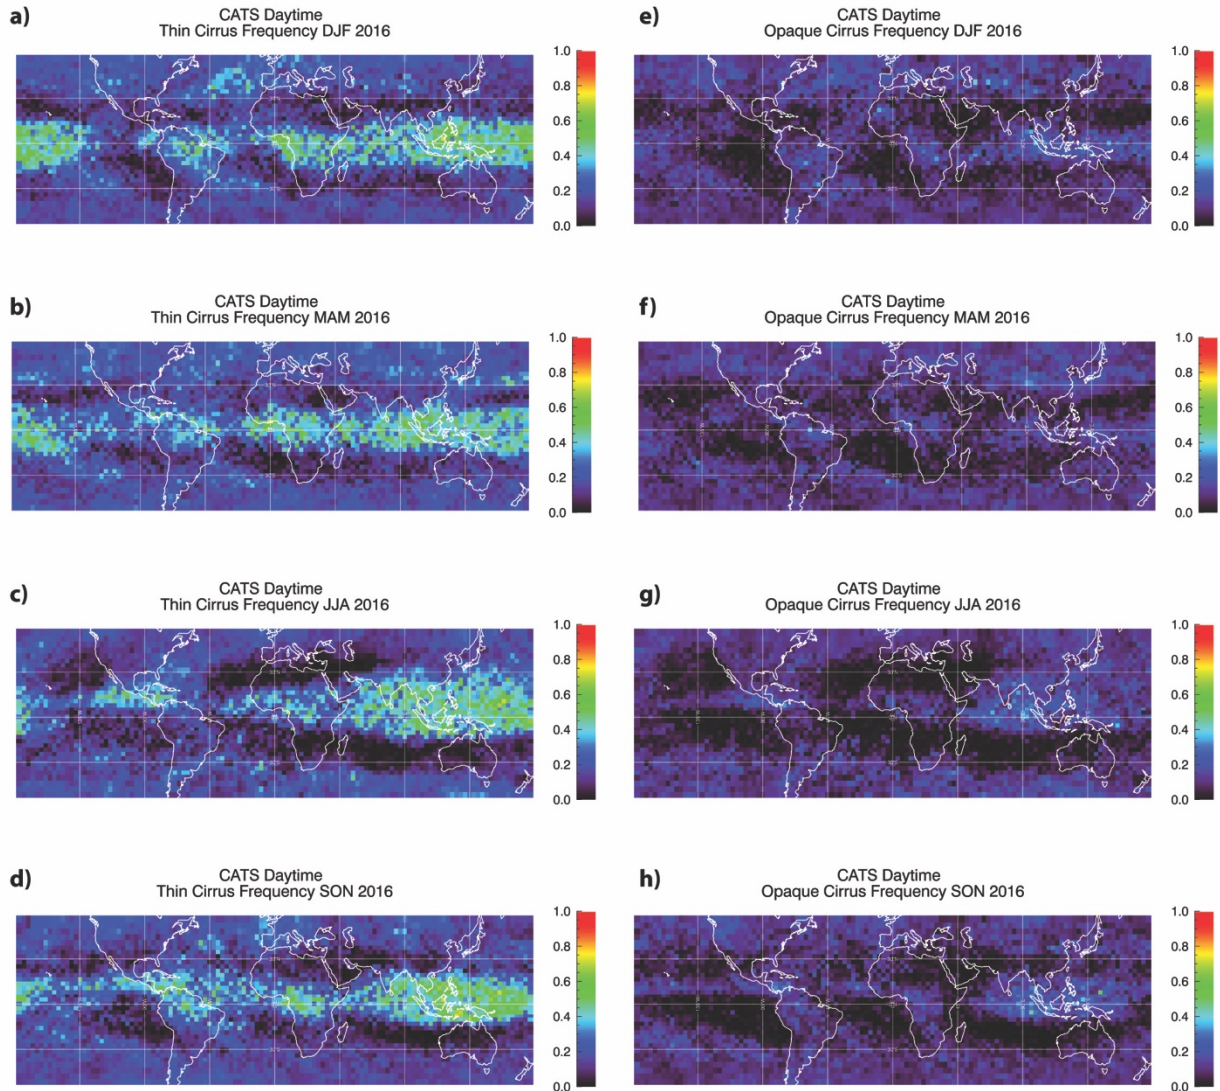 a)
CATS Daytime
Thin Cirrus Frequency DJF 2016
1.0
0.8
0.6
0.4
0.2
0.0
e)
CATS Daytime
Opaque Cirrus Frequency DJF 2016
1.0
0.8
0.6
0.4
0.2
0.0
b)
CATS Daytime
Thin Cirrus Frequency MAM 2016
1.0
0.8
0.6
0.4
0.2
0.0
f)
CATS Daytime
Opaque Cirrus Frequency MAM 2016
1.0
0.8
0.6
0.4
0.2
0.0
c)
CATS Daytime
Thin Cirrus Frequency JJA 2016
1.0
0.8
0.6
0.4
0.2
0.0
g)
CATS Daytime
Opaque Cirrus Frequency JJA 2016
1.0
0.8
0.6
0.4
0.2
0.0
d)
CATS Daytime
Thin Cirrus Frequency SON 2016
1.0
0.8
0.6
0.4
0.2
0.0
h)
CATS Daytime
Opaque Cirrus Frequency SON 2016
1.0
0.8
0.6
0.4
0.2
0.0